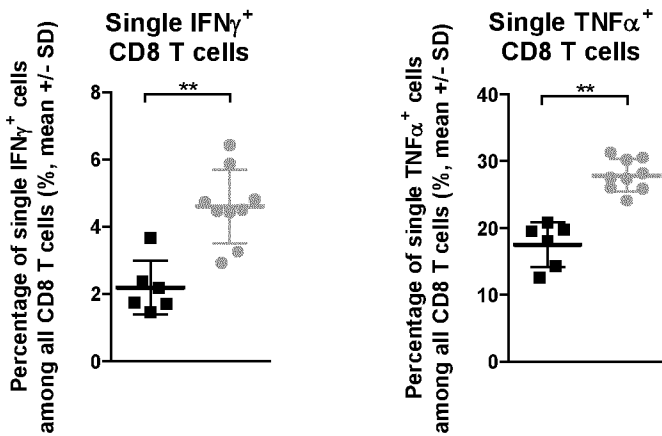 Single IFNγ+
CD8 T cells
Percentage of single IFNγ+ cells
among all CD8 T cells (%, mean +/- SD)
**
8
6
4
2
0
Single TNFα+
CD8 T cells
Percentage of single TNFα+ cells
among all CD8 T cells (%, mean +/- SD)
**
40
30
20
10
0